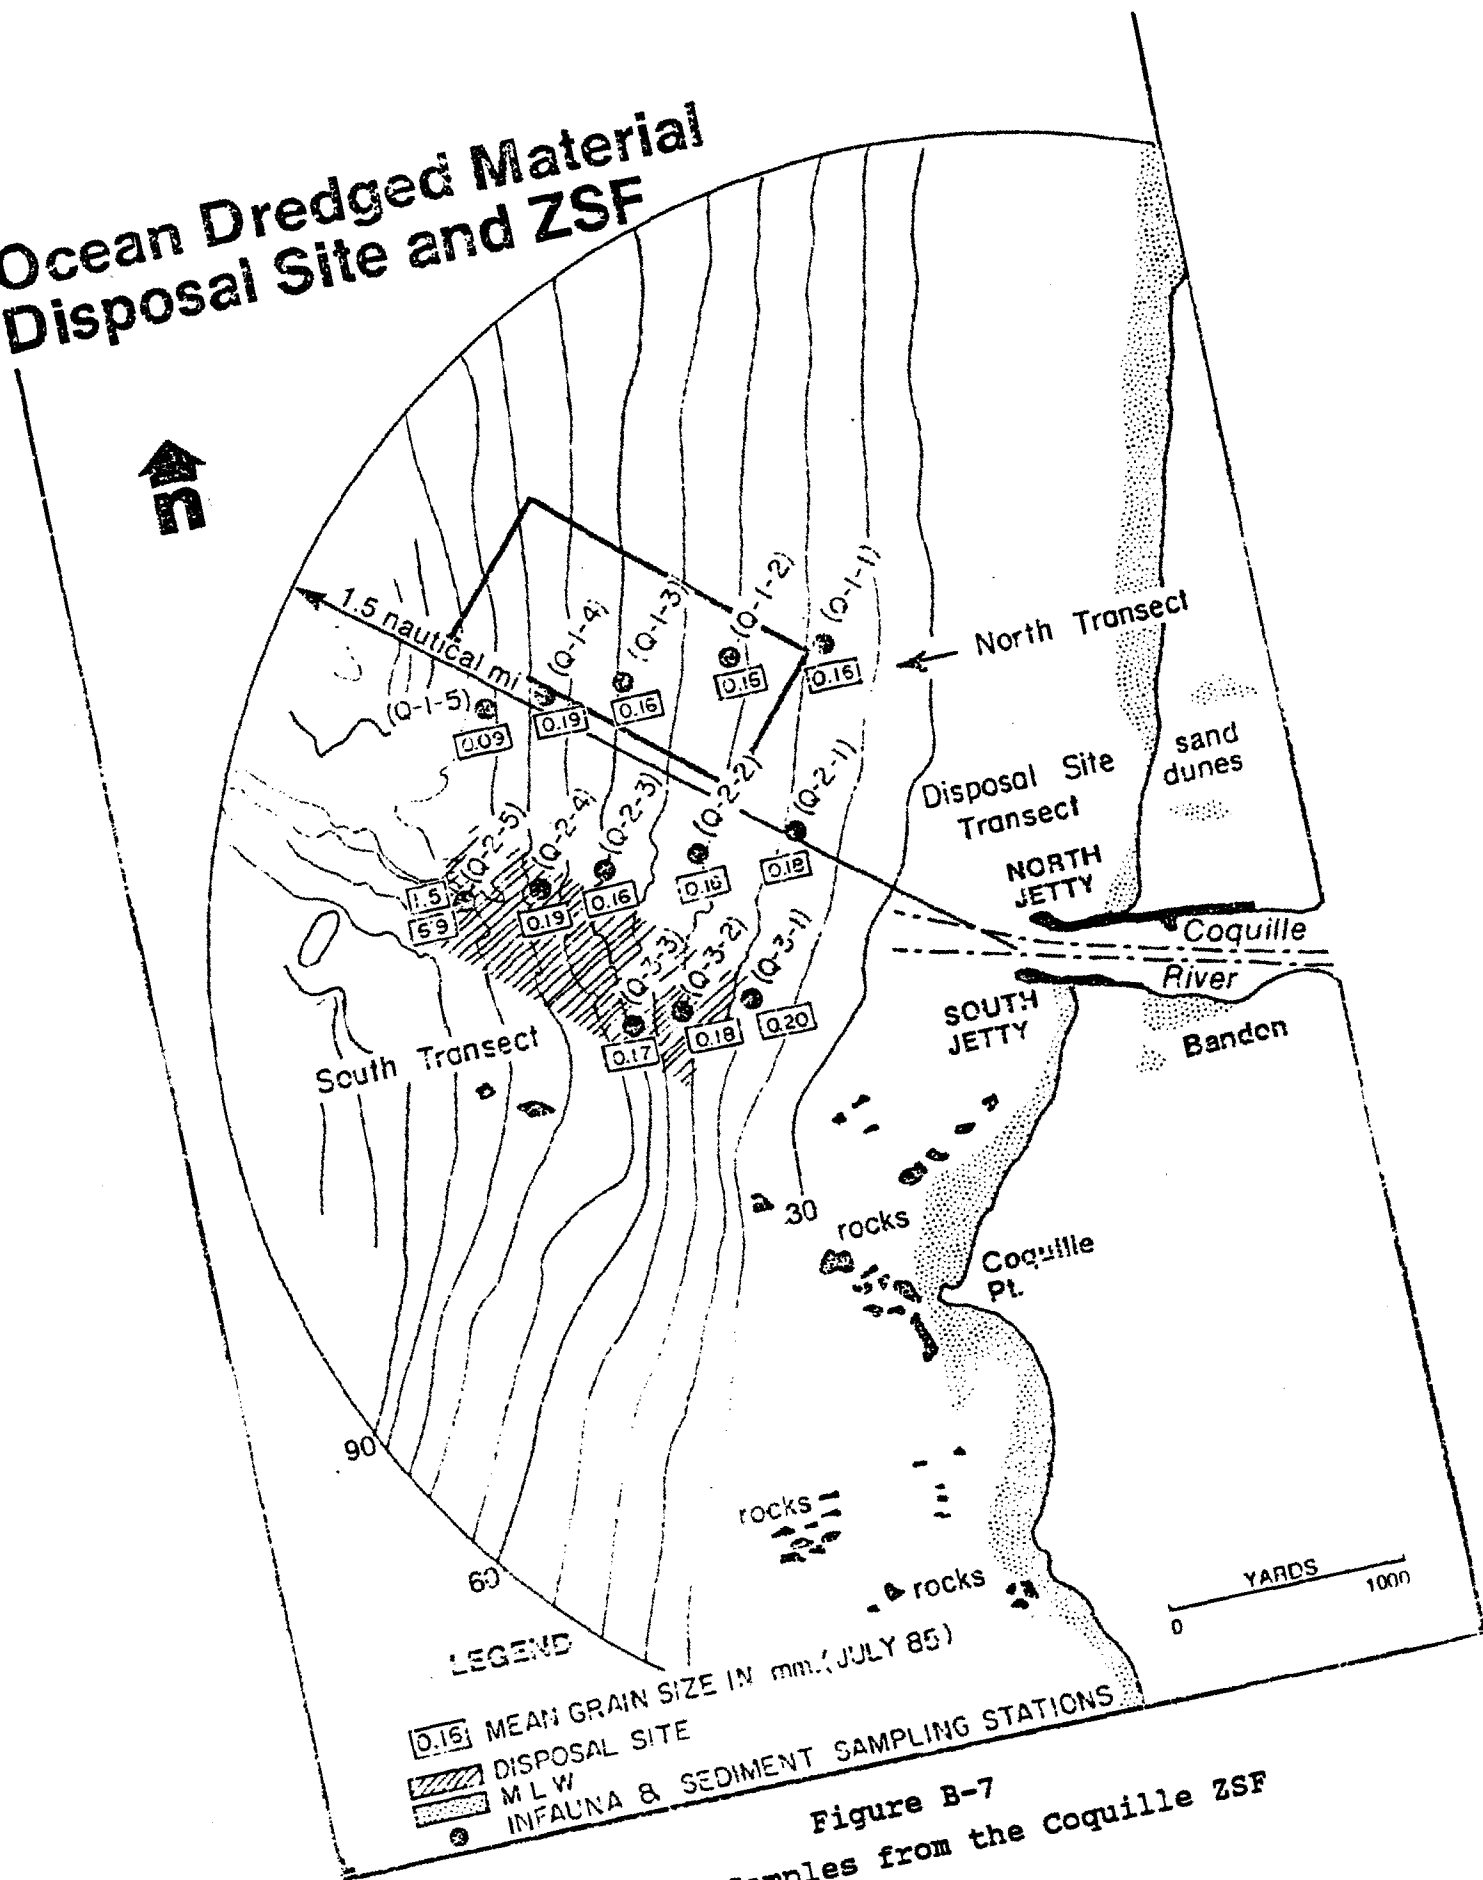 Ocean Dredged Material
Disposal Site and ZSF
n
1.5 nautical mi
(Q-1-5)
(Q-1-4)
(Q-1-3)
(Q-1-2)
(Q-1-1)
0.09
0.19
0.16
0.15
0.16
North Transect
sand
dunes
Disposal Site
Transect
(Q-2-5)
(Q-2-4)
(Q-2-3)
(Q-2-2)
(Q-2-1)
1.5
5.9
0.19
0.16
0.16
0.18
NORTH
JETTY
Coquille
River
SOUTH
JETTY
Bandon
(Q-3-3)
(Q-3-2)
(Q-3-1)
0.17
0.18
0.20
South Transect
30
rocks
Coquille
Pt.
90
60
rocks
rocks
YARDS
0 1000
LEGEND
0.16 MEAN GRAIN SIZE IN mm. (JULY 85)
DISPOSAL SITE
M L W
INFAUNA & SEDIMENT SAMPLING STATIONS
Figure B-7
from the Coquille ZSF